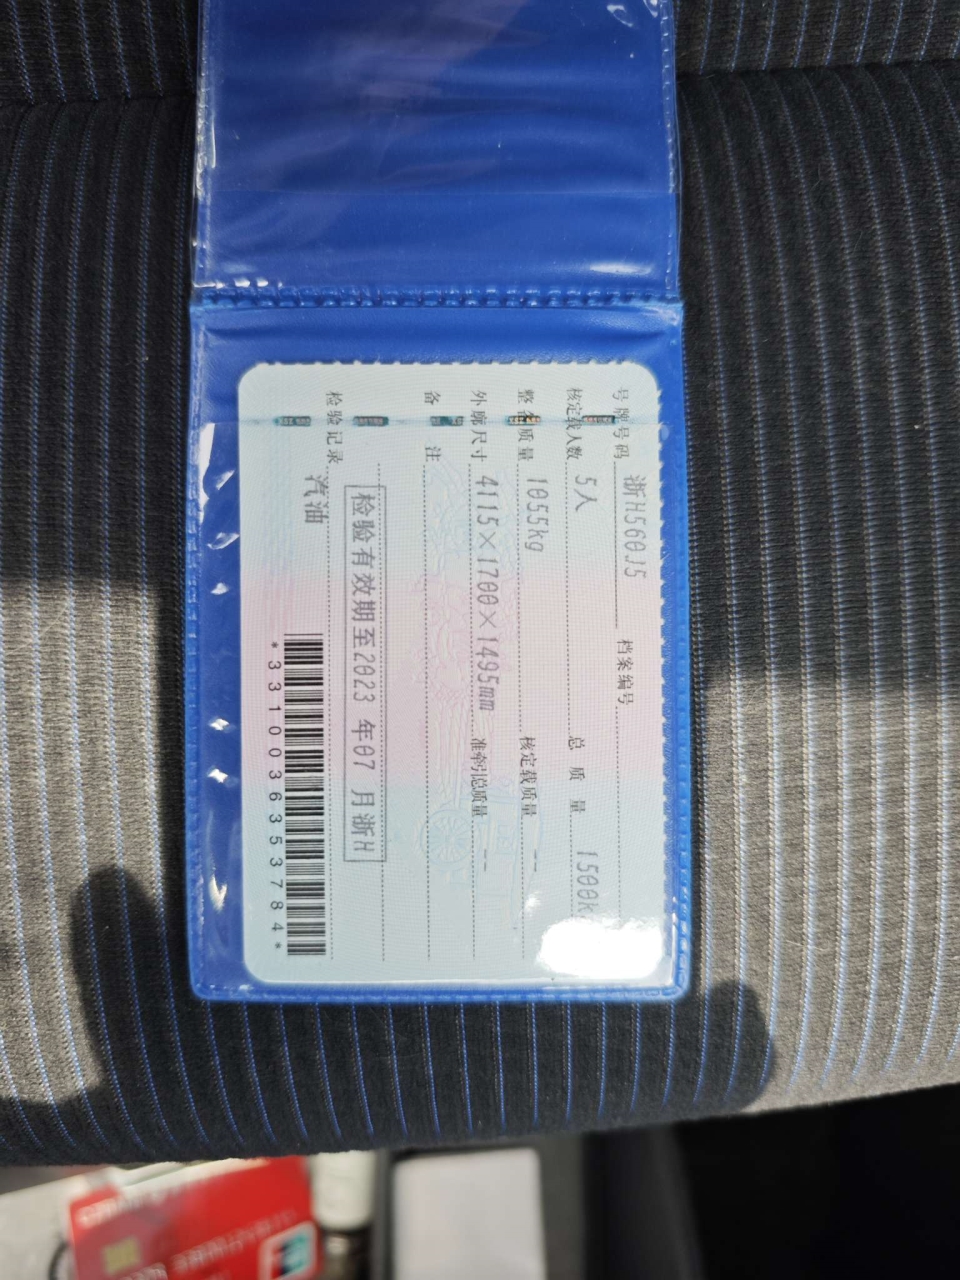 号牌号码 浙H560J5 档案编号
核定载人数 5人 总质量 1500k
整备质量 1055kg 核定载质量 --
外廓尺寸 4115×1700×1495mm 准牵引总质量 --
备注
检验有效期至2023 年07 月浙H
检验记录 汽油
*3310036353784*